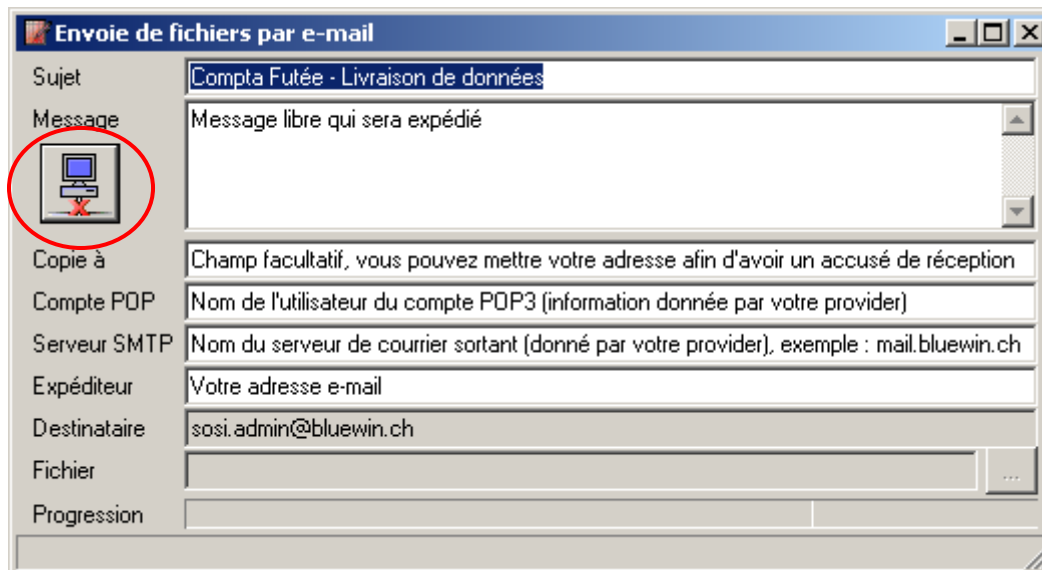 Envoie de fichiers par e-mail
Sujet Compta Futée - Livraison de données
Message Message libre qui sera expédié
Copie à Champ facultatif, vous pouvez mettre votre adresse afin d'avoir un accusé de réception
Compte POP Nom de l'utilisateur du compte POP3 (information donnée par votre provider)
Serveur SMTP Nom du serveur de courrier sortant (donné par votre provider), exemple : mail.bluewin.ch
Expéditeur Votre adresse e-mail
Destinataire sosi.admin@bluewin.ch
Fichier ...
Progression